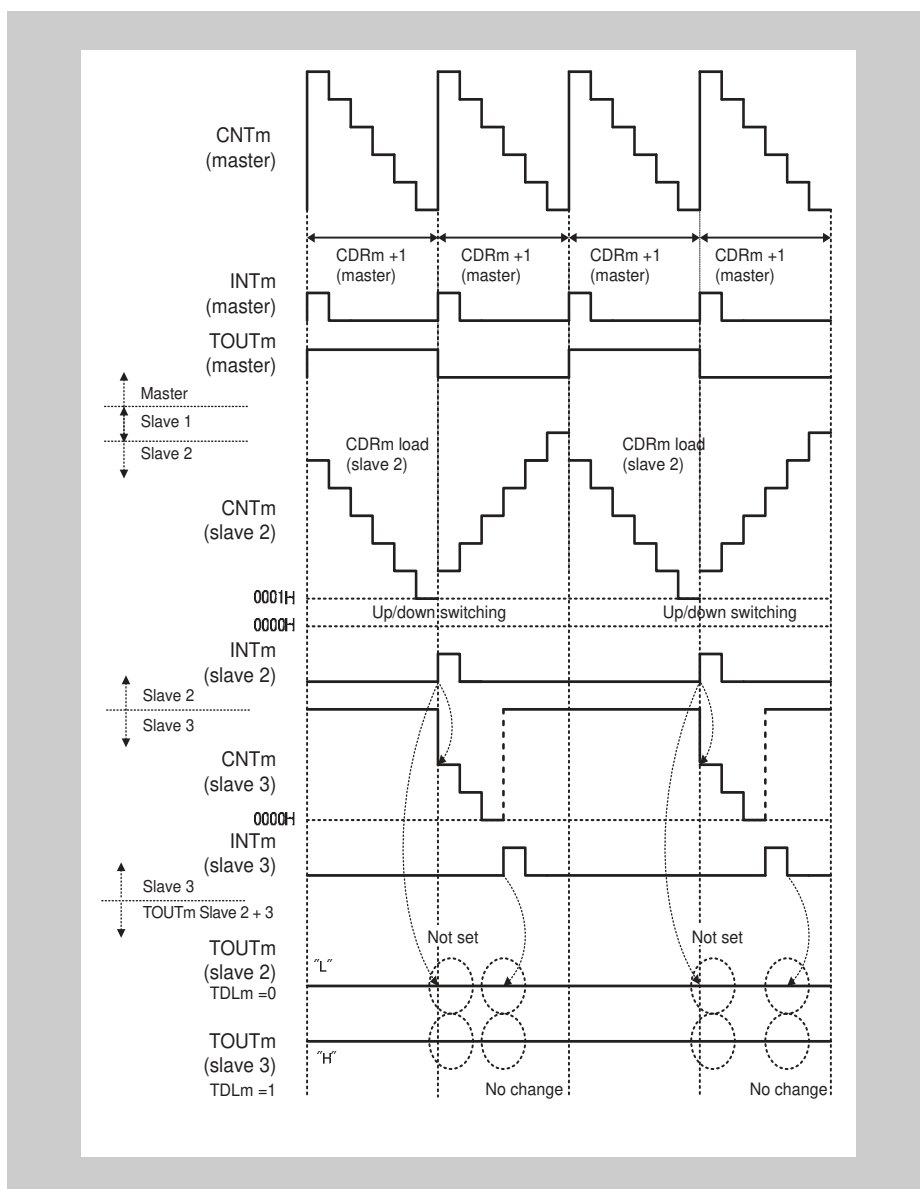 CNTm
(master)
CDRm +1
(master)
CDRm +1
(master)
CDRm +1
(master)
CDRm +1
(master)
INTm
(master)
TOUTm
(master)
Master
Slave 1
Slave 2
CDRm load
(slave 2)
CDRm load
(slave 2)
CNTm
(slave 2)
0001H
Up/down switching
Up/down switching
0000H
INTm
(slave 2)
Slave 2
Slave 3
CNTm
(slave 3)
0000H
INTm
(slave 3)
Slave 3
TOUTm Slave 2 + 3
Not set
Not set
TOUTm
(slave 2)
TDLm =0
"L"
TOUTm
(slave 3)
TDLm =1
"H"
No change
No change